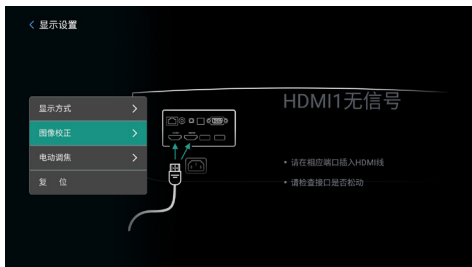 显示设置
HDMI1无信号
显示方式
图像校正
电动调焦
复 位
• 请在相应端口插入HDMI线
• 请检查接口是否松动